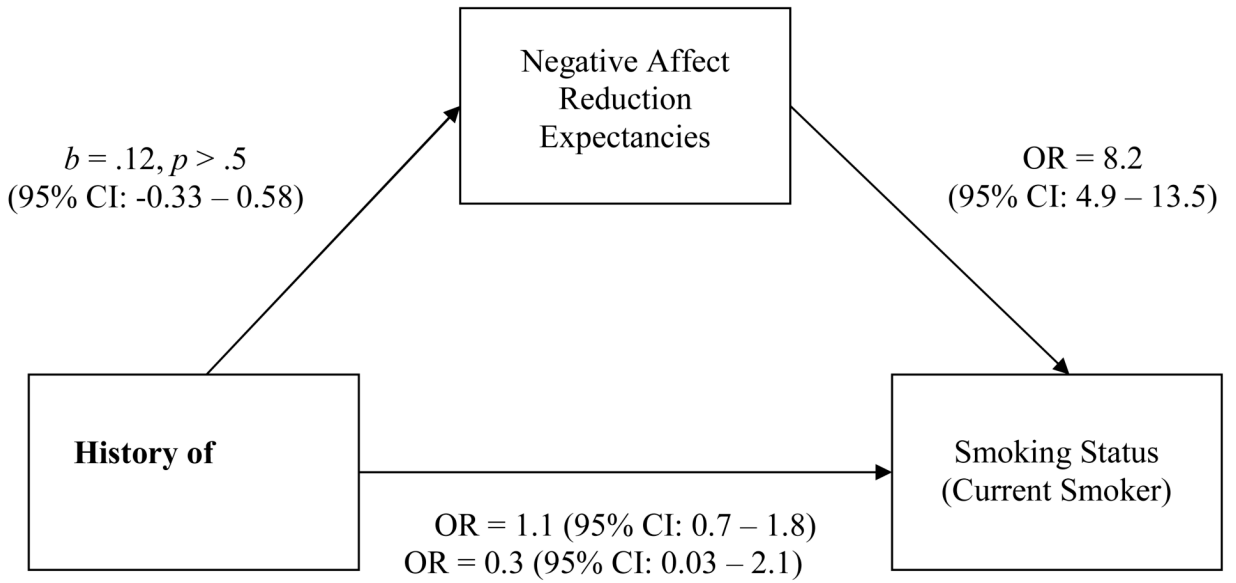 Negative Affect
Reduction
Expectancies
b = .12, p > .5
(95% CI: -0.33 – 0.58)
OR = 8.2
(95% CI: 4.9 – 13.5)
History of
Smoking Status
(Current Smoker)
OR = 1.1 (95% CI: 0.7 – 1.8)
OR = 0.3 (95% CI: 0.03 – 2.1)